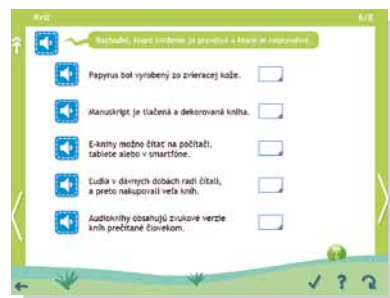 Kvíz
6/8
Rozhodni, ktoré tvrdenie je pravdivé a ktoré je nepravdivé.
Papyrus bol vyrobený zo zvieracej kože.
Manuskript je tlačená a dekorovaná kniha.
E-knihy možno čítať na počítači,
tablete alebo v smartfóne.
Ľudia v dávnych dobách radi čítali,
a preto nakupovali veľa kníh.
Audioknihy obsahujú zvukové verzie
kníh prečítané človekom.
?